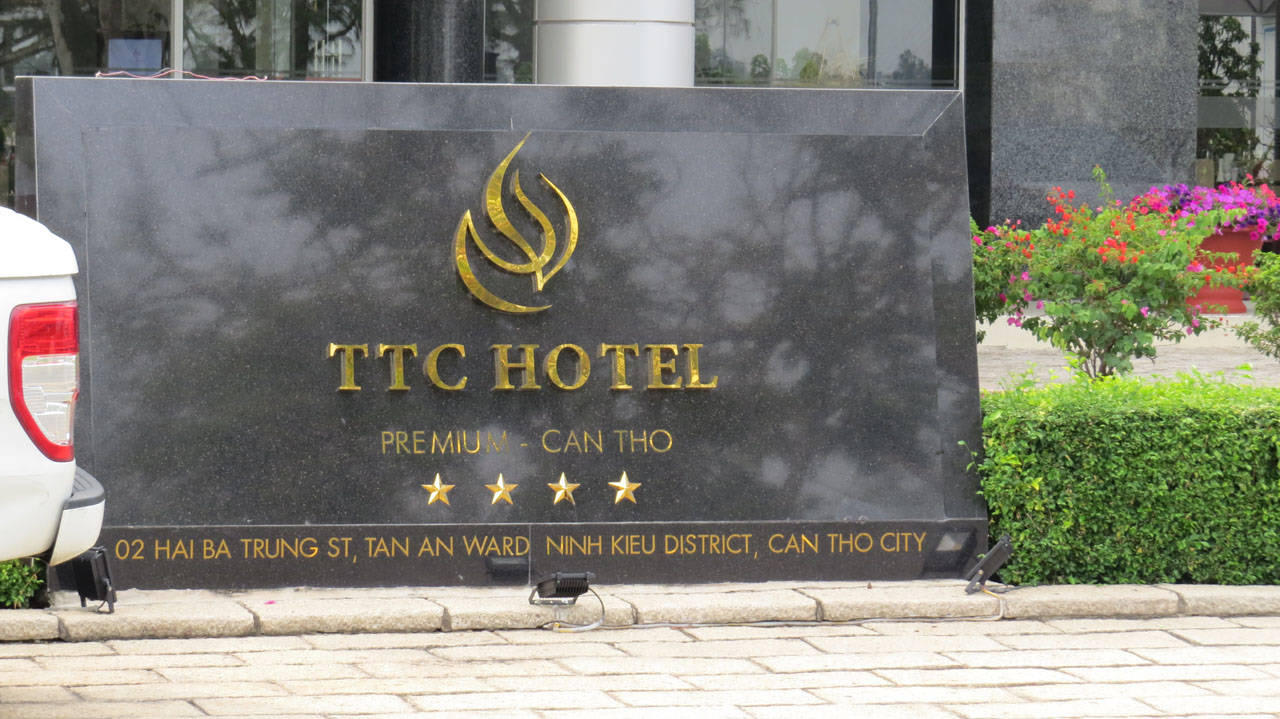 TTC HOTEL
PREMIUM - CAN THO
02 HAI BA TRUNG ST, TAN AN WARD NINH KIEU DISTRICT, CAN THO CITY